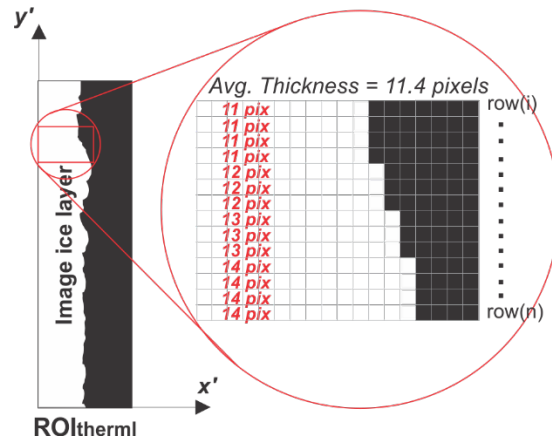 y'
Avg. Thickness = 11.4 pixels
11 pix row(i)
11 pix
11 pix
11 pix
12 pix
12 pix
12 pix
13 pix
13 pix
13 pix
14 pix
14 pix
14 pix
14 pix row(n)
Image ice layer
x'
ROItherml